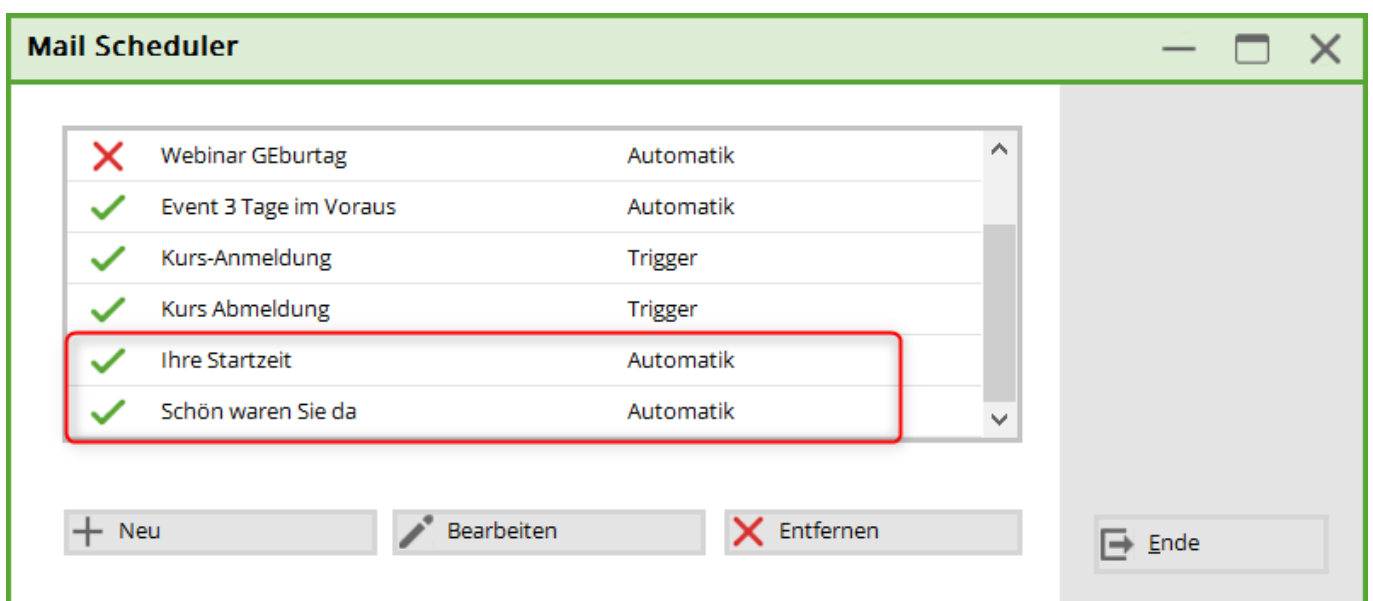 Mail Scheduler
Webinar GEburtag Automatik
Event 3 Tage im Voraus Automatik
Kurs-Anmeldung Trigger
Kurs Abmeldung Trigger
Ihre Startzeit Automatik
Schön waren Sie da Automatik
Neu Bearbeiten Entfernen
Ende